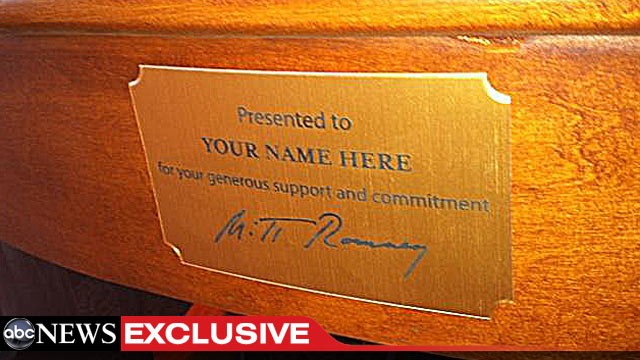 Presented to
YOUR NAME HERE
for your generous support and commitment
Mitt Romney
abc NEWS EXCLUSIVE